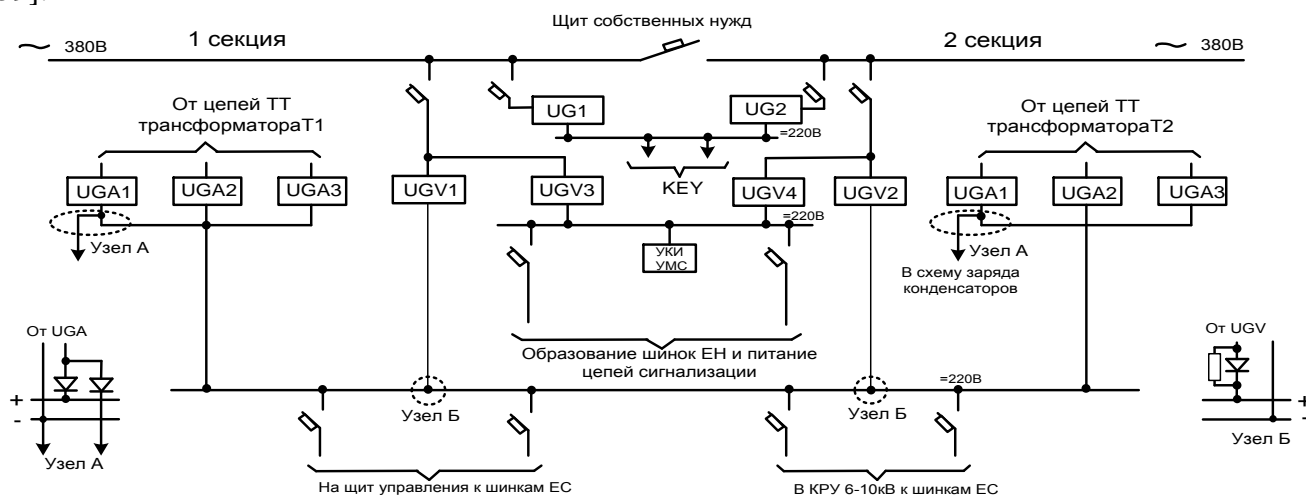 Щит собственных нужд
380В
1 секция
2 секция
380В
От цепей ТТ
трансформатораТ1
UG1
UG2
=220В
От цепей ТТ
трансформатораТ2
KEY
UGA1
UGA2
UGA3
UGV1
UGV3
UGV4
UGV2
UGA1
UGA2
UGA3
=220В
Узел А
УКИ
УМС
Узел А
В схему заряда
конденсаторов
От UGA
Образование шинок ЕН и питание
цепей сигнализации
От UGV
=220В
Узел Б
Узел Б
+
-
+
-
Узел А
Узел Б
На щит управления к шинкам ЕС
В КРУ 6-10кВ к шинкам ЕС